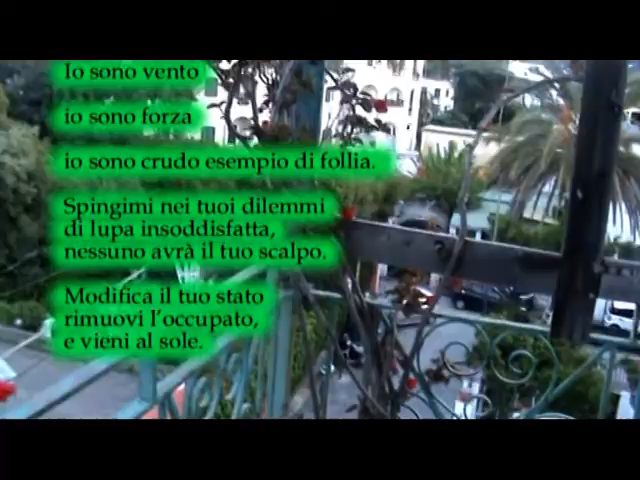 Io sono vento
io sono forza
io sono crudo esempio di follia.
Spingimi nei tuoi dilemmi
di lupa insoddisfatta,
nessuno avrà il tuo scalpo.
Modifica il tuo stato
rimuovi l'occupato,
e vieni al sole.